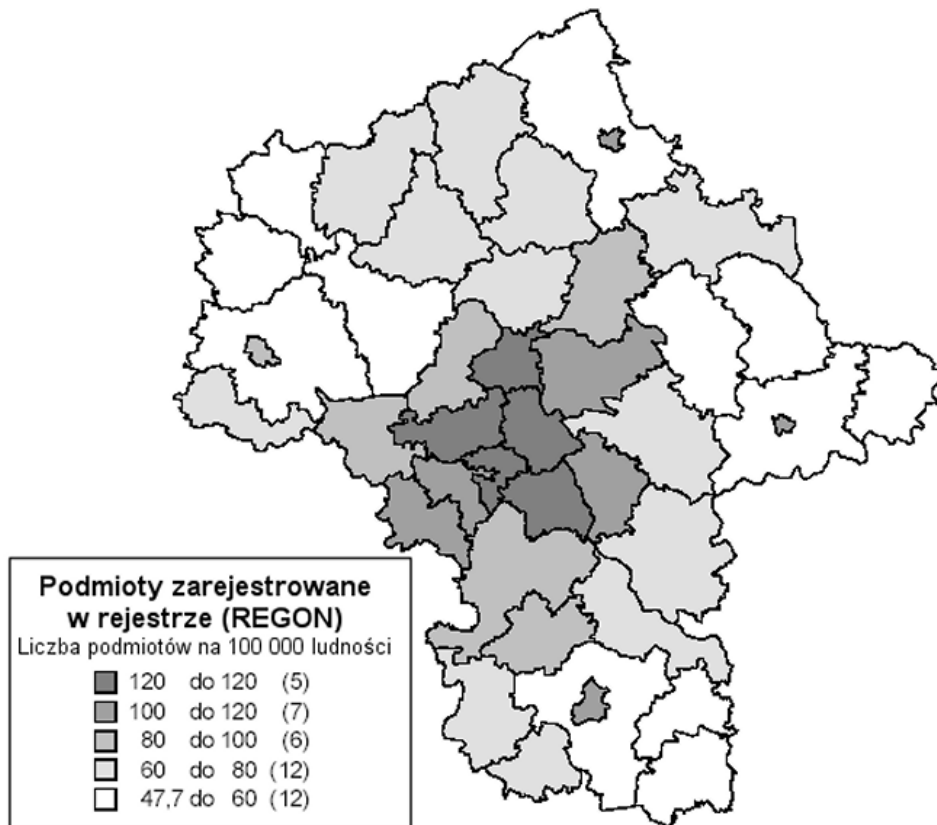 Podmioty zarejestrowane
w rejestrze (REGON)
Liczba podmiotów na 100 000 ludności
120 do 120 (5)
100 do 120 (7)
80 do 100 (6)
60 do 80 (12)
47,7 do 60 (12)